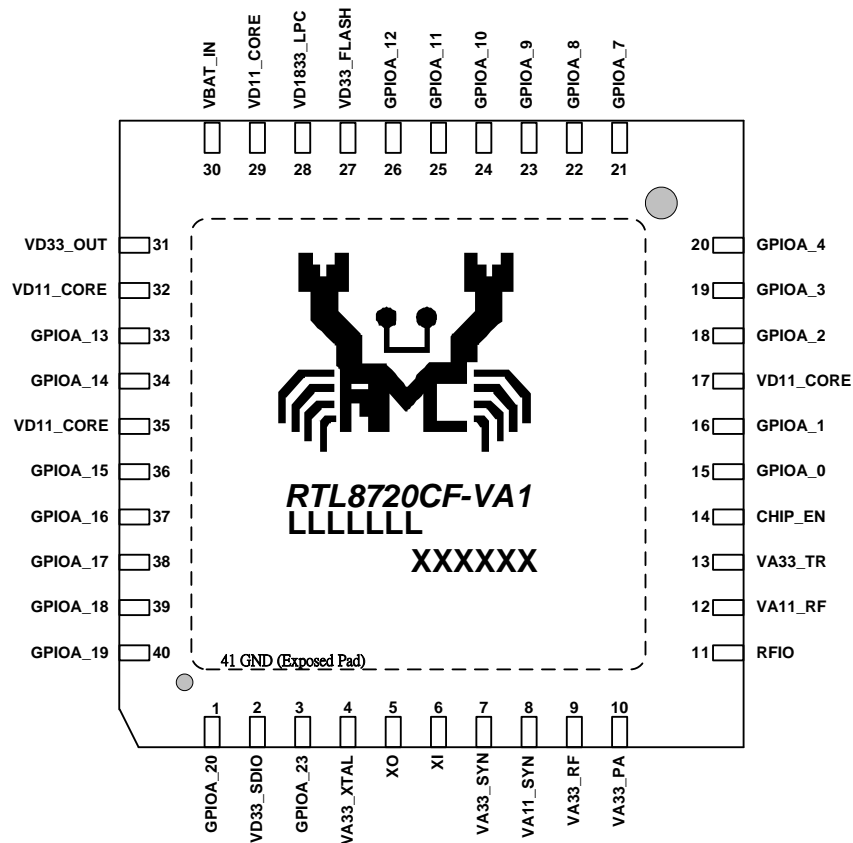 VBAT_IN
VD11_CORE
VD1833_LPC
VD33_FLASH
GPIOA_12
GPIOA_11
GPIOA_10
GPIOA_9
GPIOA_8
GPIOA_7
30 29 28 27 26 25 24 23 22 21
VD33_OUT 31 20 GPIOA_4
VD11_CORE 32 19 GPIOA_3
GPIOA_13 33 18 GPIOA_2
GPIOA_14 34 17 VD11_CORE
VD11_CORE 35 16 GPIOA_1
GPIOA_15 36 15 GPIOA_0
GPIOA_16 37 14 CHIP_EN
GPIOA_17 38 13 VA33_TR
GPIOA_18 39 12 VA11_RF
GPIOA_19 40 11 RFIO
AMC
RTL8720CF-VA1
LLLLLLL
XXXXXX
41 GND (Exposed Pad)
1 2 3 4 5 6 7 8 9 10
GPIOA_20
VD33_SDIO
GPIOA_23
VA33_XTAL
XO
XI
VA33_SYN
VA11_SYN
VA33_RF
VA33_PA